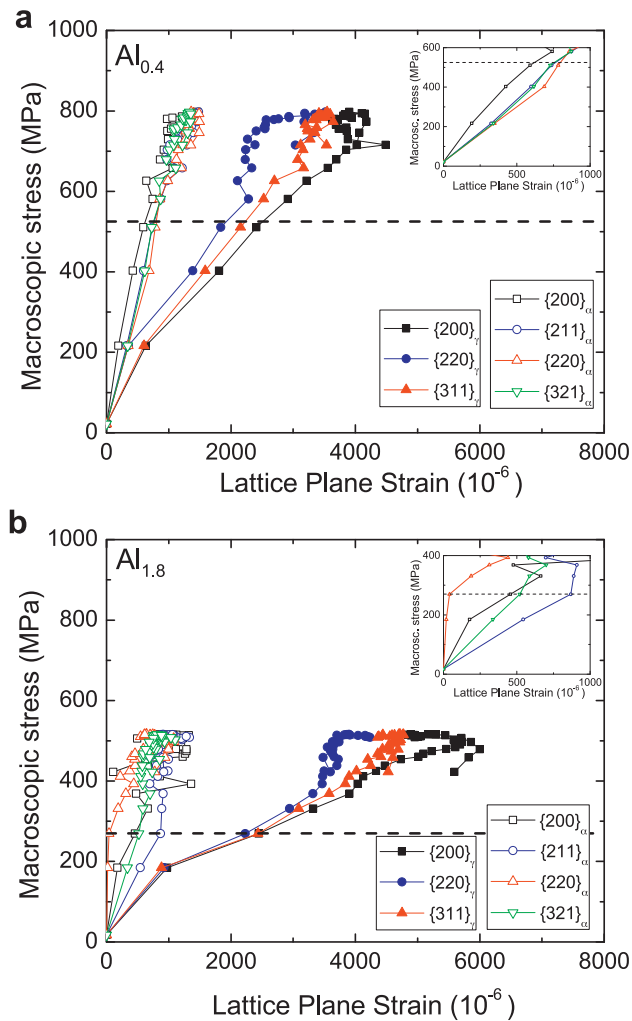 a
Al0.4
Macroscopic stress (MPa)
1000
800
600
400
200
0
0
2000
4000
6000
8000
Lattice Plane Strain (10-6)
Macrosc. stress (MPa)
600
400
200
0
0
300
600
900
Lattice Plane Strain (10-6)
{200}γ
{220}γ
{311}γ
{200}α
{211}α
{220}α
{321}α
b
Al1.8
Macroscopic stress (MPa)
1000
800
600
400
200
0
0
2000
4000
6000
8000
Lattice Plane Strain (10-6)
Macrosc. stress (MPa)
400
200
0
0
500
1000
Lattice Plane Strain (10-6)
{200}γ
{220}γ
{311}γ
{200}α
{211}α
{220}α
{321}α